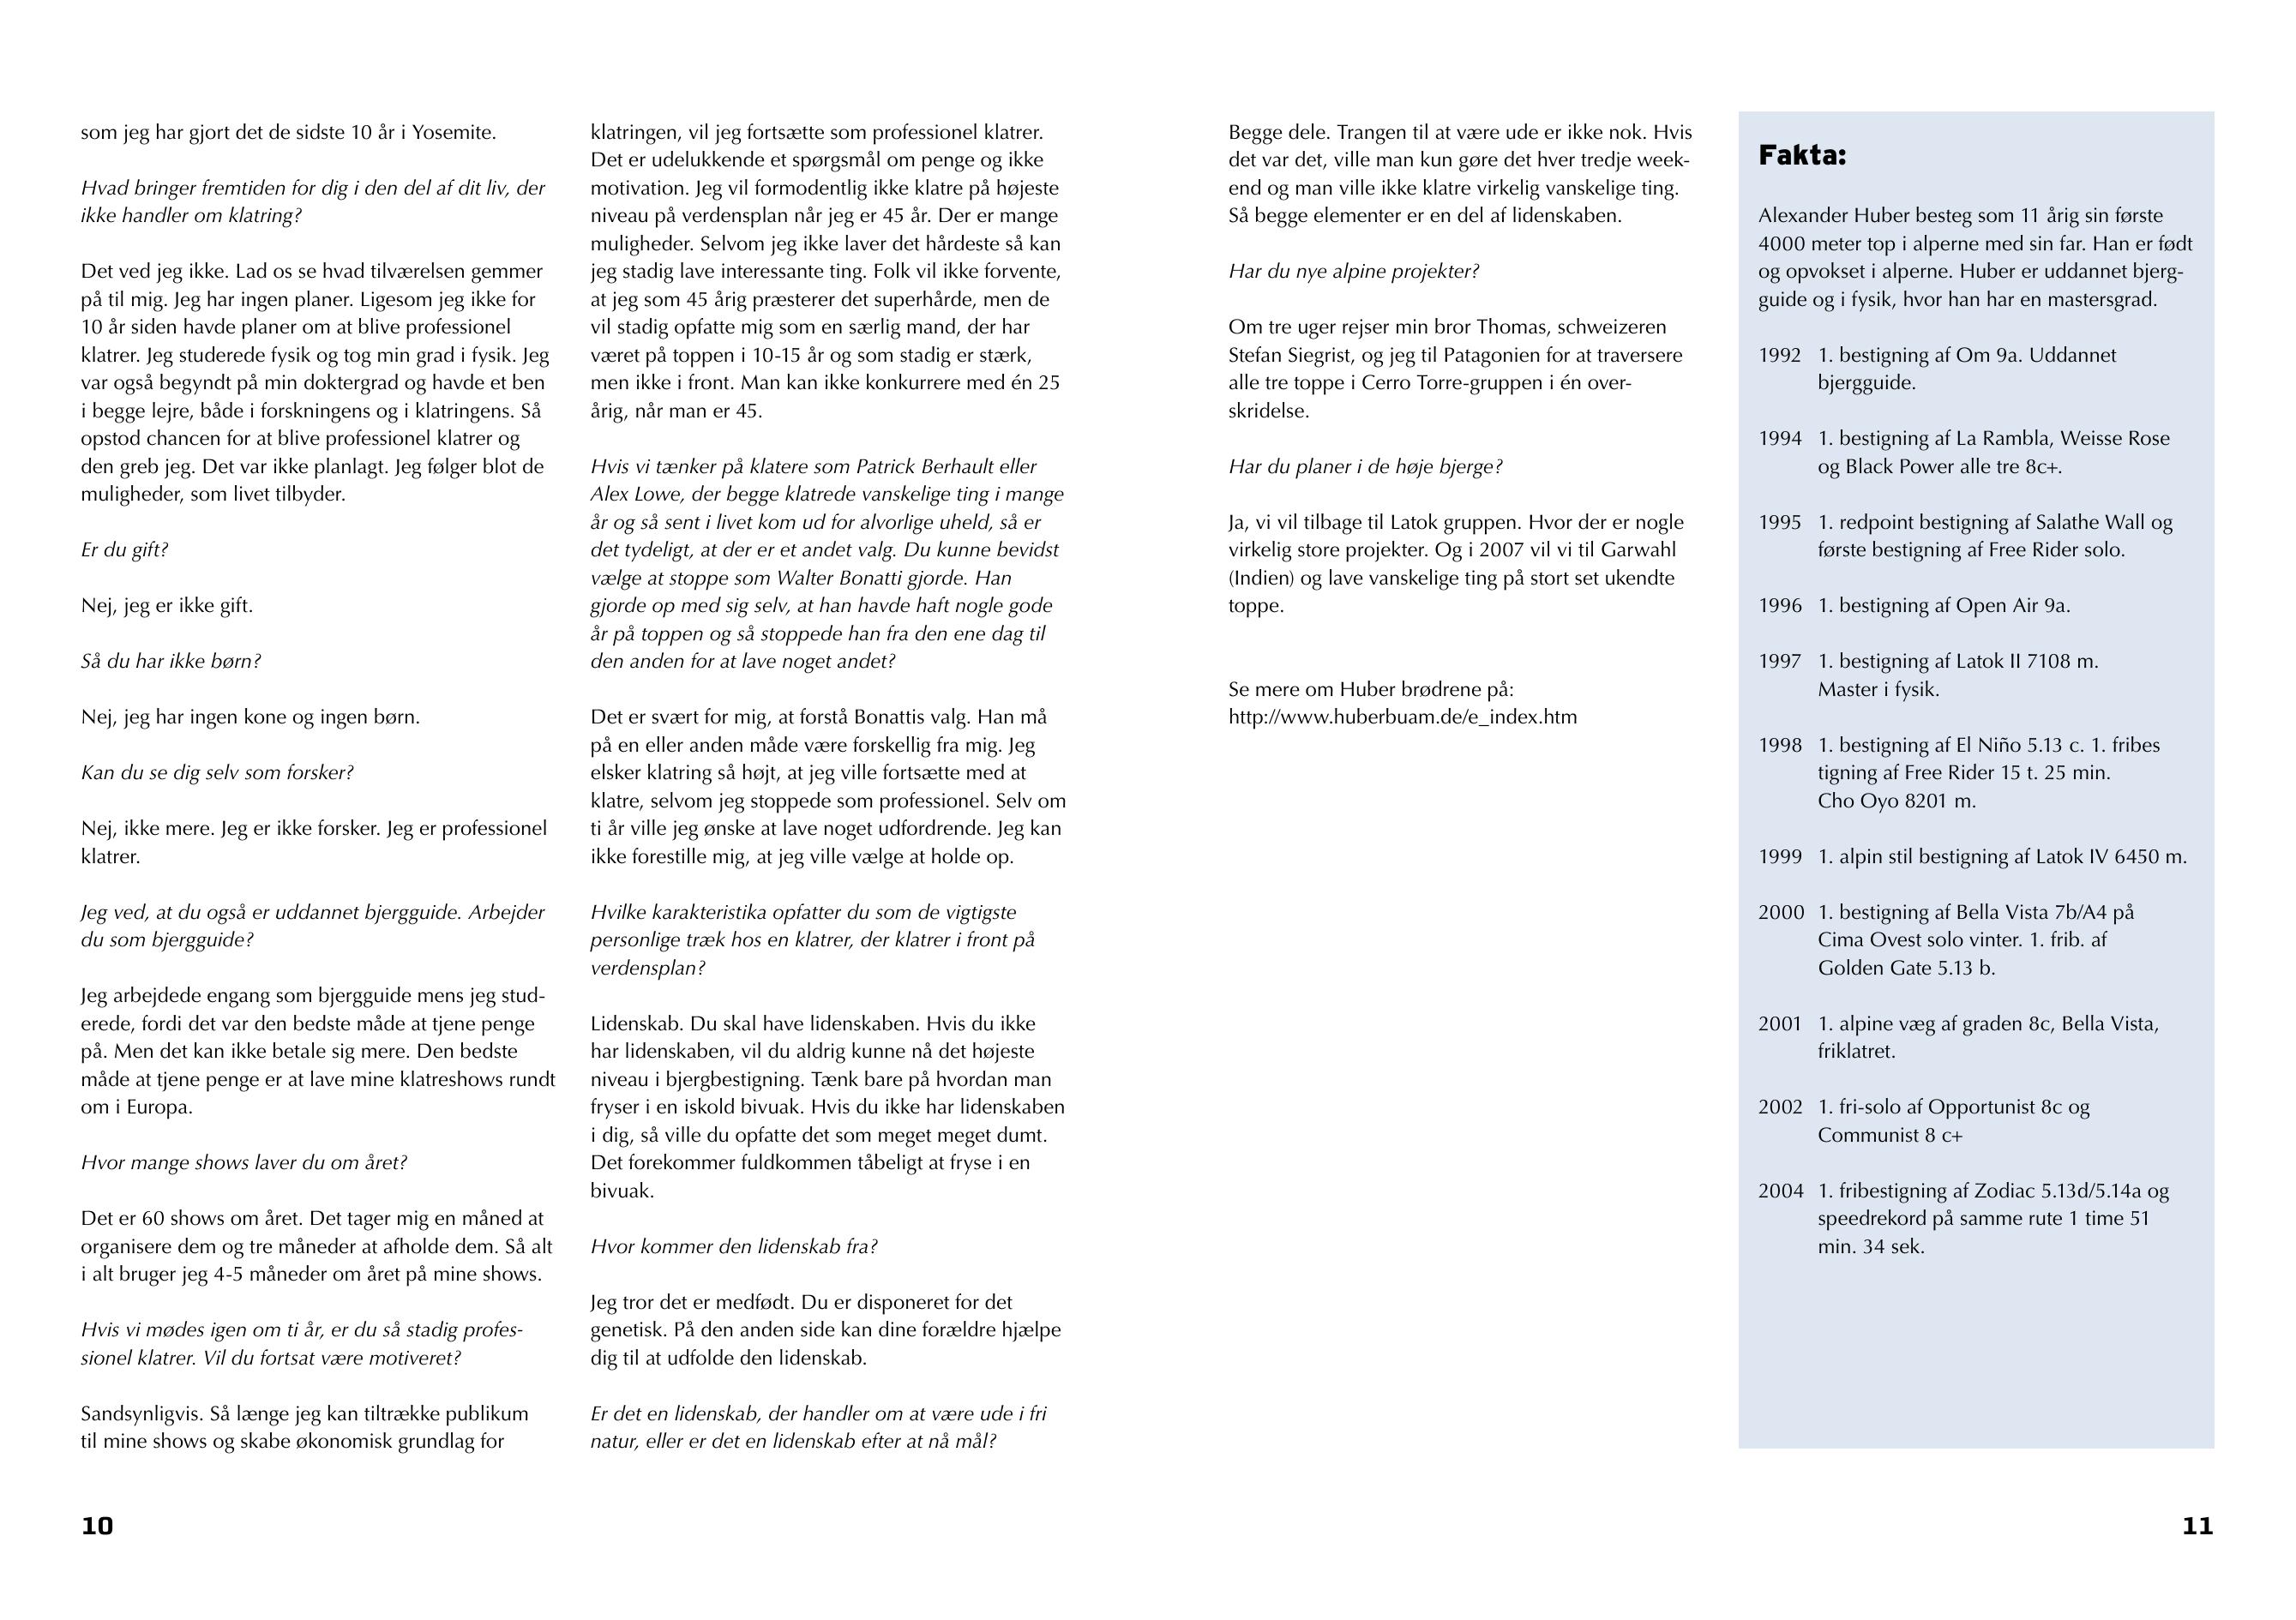 som jeg har gjort det de sidste 10 år i Yosemite.
Hvad bringer fremtiden for dig i den del af dit liv, der
ikke handler om klatring?
Det ved jeg ikke. Lad os se hvad tilværelsen gemmer
på til mig. Jeg har ingen planer. Ligesom jeg ikke for
10 år siden havde planer om at blive professionel
klatrer. Jeg studerede fysik og tog min grad i fysik. Jeg
var også begyndt på min doktergrad og havde et ben
i begge lejre, både i forskningens og i klatringens. Så
opstod chancen for at blive professionel klatrer og
den greb jeg. Det var ikke planlagt. Jeg følger blot de
muligheder, som livet tilbyder.
Er du gift?
Nej, jeg er ikke gift.
Så du har ikke børn?
Nej, jeg har ingen kone og ingen børn.
Kan du se dig selv som forsker?
Nej, ikke mere. Jeg er ikke forsker. Jeg er professionel
klatrer.
Jeg ved, at du også er uddannet bjergguide. Arbejder
du som bjergguide?
Jeg arbejdede engang som bjergguide mens jeg stud-
erede, fordi det var den bedste måde at tjene penge
på. Men det kan ikke betale sig mere. Den bedste
måde at tjene penge er at lave mine klatreshows rundt
om i Europa.
Hvor mange shows laver du om året?
Det er 60 shows om året. Det tager mig en måned at
organisere dem og tre måneder at afholde dem. Så alt
i alt bruger jeg 4-5 måneder om året på mine shows.
Hvis vi mødes igen om ti år, er du så stadig profes-
sionel klatrer. Vil du fortsat være motiveret?
Sandsynligvis. Så længe jeg kan tiltrække publikum
til mine shows og skabe økonomisk grundlag for
klatringen, vil jeg fortsætte som professionel klatrer.
Det er udelukkende et spørgsmål om penge og ikke
motivation. Jeg vil formodentlig ikke klatre på højeste
niveau på verdensplan når jeg er 45 år. Der er mange
muligheder. Selvom jeg ikke laver det hårdeste så kan
jeg stadig lave interessante ting. Folk vil ikke forvente,
at jeg som 45 årig præsterer det superhårde, men de
vil stadig opfatte mig som en særlig mand, der har
været på toppen i 10-15 år og som stadig er stærk,
men ikke i front. Man kan ikke konkurrere med én 25
årig, når man er 45.
Hvis vi tænker på klatere som Patrick Berhault eller
Alex Lowe, der begge klatrede vanskelige ting i mange
år og så sent i livet kom ud for alvorlige uheld, så er
det tydeligt, at der er et andet valg. Du kunne bevidst
vælge at stoppe som Walter Bonatti gjorde. Han
gjorde op med sig selv, at han havde haft nogle gode
år på toppen og så stoppede han fra den ene dag til
den anden for at lave noget andet?
Det er svært for mig, at forstå Bonattis valg. Han må
på en eller anden måde være forskellig fra mig. Jeg
elsker klatring så højt, at jeg ville fortsætte med at
klatre, selvom jeg stoppede som professionel. Selv om
ti år ville jeg ønske at lave noget udfordrende. Jeg kan
ikke forestille mig, at jeg ville vælge at holde op.
Hvilke karakteristika opfatter du som de vigtigste
personlige træk hos en klatrer, der klatrer i front på
verdensplan?
Lidenskab. Du skal have lidenskaben. Hvis du ikke
har lidenskaben, vil du aldrig kunne nå det højeste
niveau i bjergbestigning. Tænk bare på hvordan man
fryser i en iskold bivuak. Hvis du ikke har lidenskaben
i dig, så ville du opfatte det som meget meget dumt.
Det forekommer fuldkommen tåbeligt at fryse i en
bivuak.
Hvor kommer den lidenskab fra?
Jeg tror det er medfødt. Du er disponeret for det
genetisk. På den anden side kan dine forældre hjælpe
dig til at udfolde den lidenskab.
Er det en lidenskab, der handler om at være ude i fri
natur, eller er det en lidenskab efter at nå mål?
10
Begge dele. Trangen til at være ude er ikke nok. Hvis
det var det, ville man kun gøre det hver tredje week-
end og man ville ikke klatre virkelig vanskelige ting.
Så begge elementer er en del af lidenskaben.
Har du nye alpine projekter?
Om tre uger rejser min bror Thomas, schweizeren
Stefan Siegrist, og jeg til Patagonien for at traversere
alle tre toppe i Cerro Torre-gruppen i én over-
skridelse.
Har du planer i de høje bjerge?
Ja, vi vil tilbage til Latok gruppen. Hvor der er nogle
virkelig store projekter. Og i 2007 vil vi til Garwahl
(Indien) og lave vanskelige ting på stort set ukendte
toppe.
Se mere om Huber brødrene på:
http://www.huberbuam.de/e_index.htm
Fakta:
Alexander Huber besteg som 11 årig sin første
4000 meter top i alperne med sin far. Han er født
og opvokset i alperne. Huber er uddannet bjerg-
guide og i fysik, hvor han har en mastersgrad.
1992 1. bestigning af Om 9a. Uddannet
bjergguide.
1994 1. bestigning af La Rambla, Weisse Rose
og Black Power alle tre 8c+.
1995 1. redpoint bestigning af Salathe Wall og
første bestigning af Free Rider solo.
1996 1. bestigning af Open Air 9a.
1997 1. bestigning af Latok II 7108 m.
Master i fysik.
1998 1. bestigning af El Niño 5.13 c. 1. fribes
tigning af Free Rider 15 t. 25 min.
Cho Oyo 8201 m.
1999 1. alpin stil bestigning af Latok IV 6450 m.
2000 1. bestigning af Bella Vista 7b/A4 på
Cima Ovest solo vinter. 1. frib. af
Golden Gate 5.13 b.
2001 1. alpine væg af graden 8c, Bella Vista,
friklatret.
2002 1. fri-solo af Opportunist 8c og
Communist 8 c+
2004 1. fribestigning af Zodiac 5.13d/5.14a og
speedrekord på samme rute 1 time 51
min. 34 sek.
11